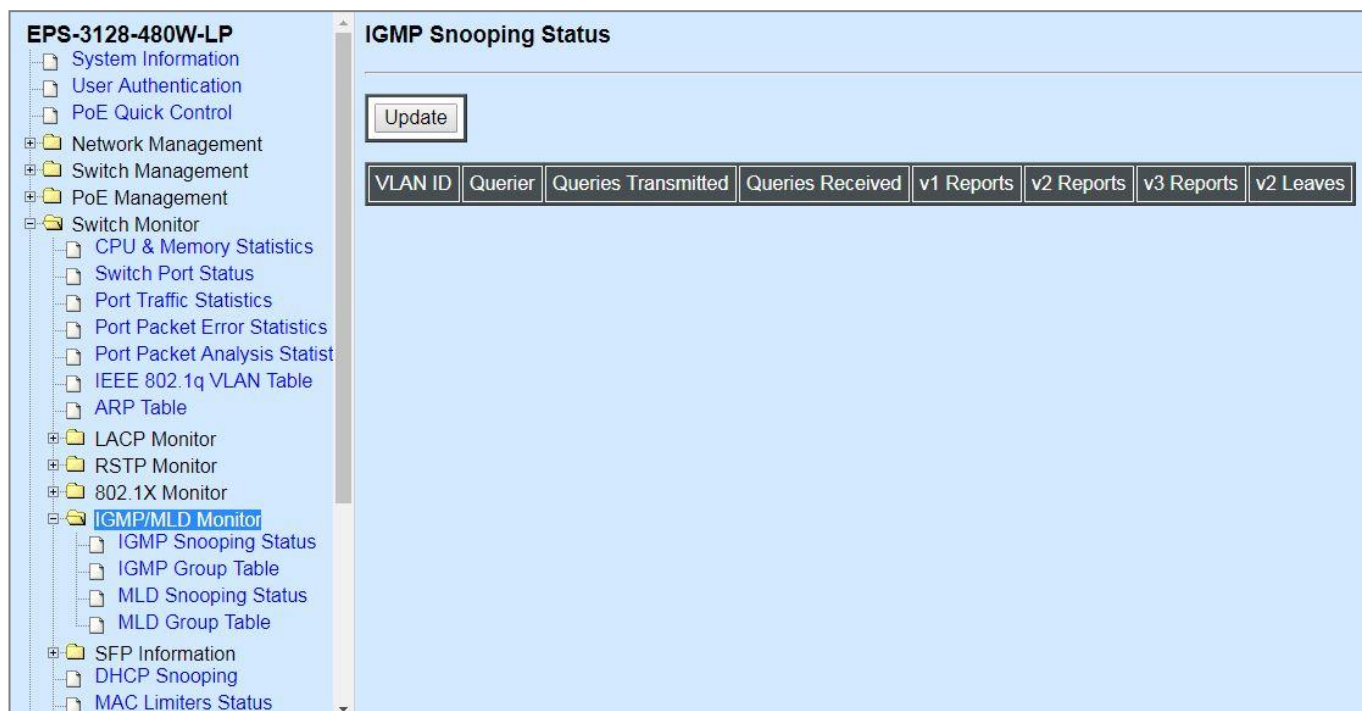 EPS-3128-480W-LP
System Information
User Authentication
PoE Quick Control
Network Management
Switch Management
PoE Management
Switch Monitor
CPU & Memory Statistics
Switch Port Status
Port Traffic Statistics
Port Packet Error Statistics
Port Packet Analysis Statist
IEEE 802.1q VLAN Table
ARP Table
LACP Monitor
RSTP Monitor
802.1X Monitor
IGMP/MLD Monitor
IGMP Snooping Status
IGMP Group Table
MLD Snooping Status
MLD Group Table
SFP Information
DHCP Snooping
MAC Limiters Status
IGMP Snooping Status
Update
VLAN ID Querier Queries Transmitted Queries Received v1 Reports v2 Reports v3 Reports v2 Leaves